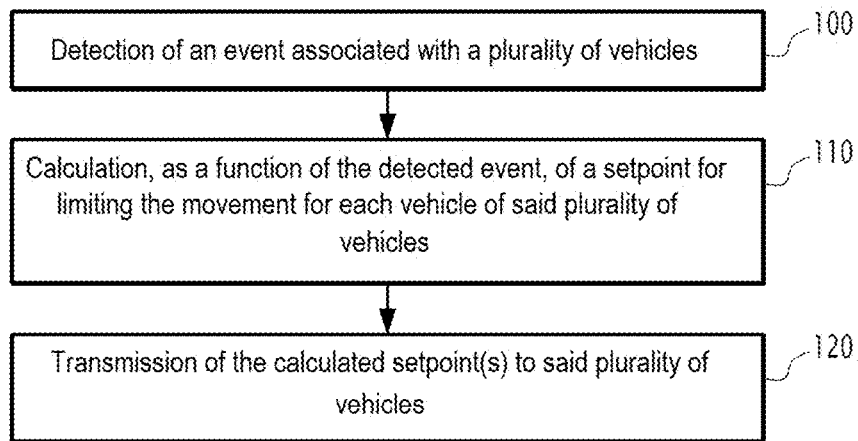 Detection of an event associated with a plurality of vehicles
100
Calculation, as a function of the detected event, of a setpoint for
limiting the movement for each vehicle of said plurality of
vehicles
110
Transmission of the calculated setpoint(s) to said plurality of
vehicles
120